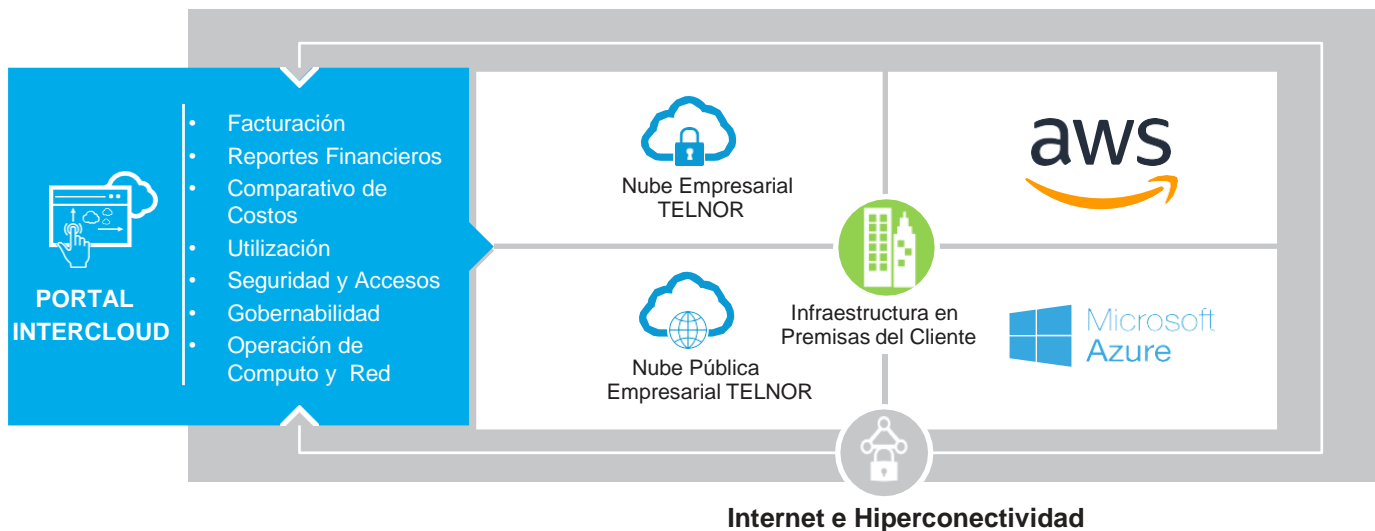 PORTAL
INTERCLOUD
• Facturación
• Reportes Financieros
• Comparativo de
Costos
• Utilización
• Seguridad y Accesos
• Gobernabilidad
• Operación de
Computo y Red
Nube Empresarial
TELNOR
aws
Infraestructura en
Premisas del Cliente
Nube Pública
Empresarial TELNOR
Microsoft
Azure
Internet e Hiperconectividad